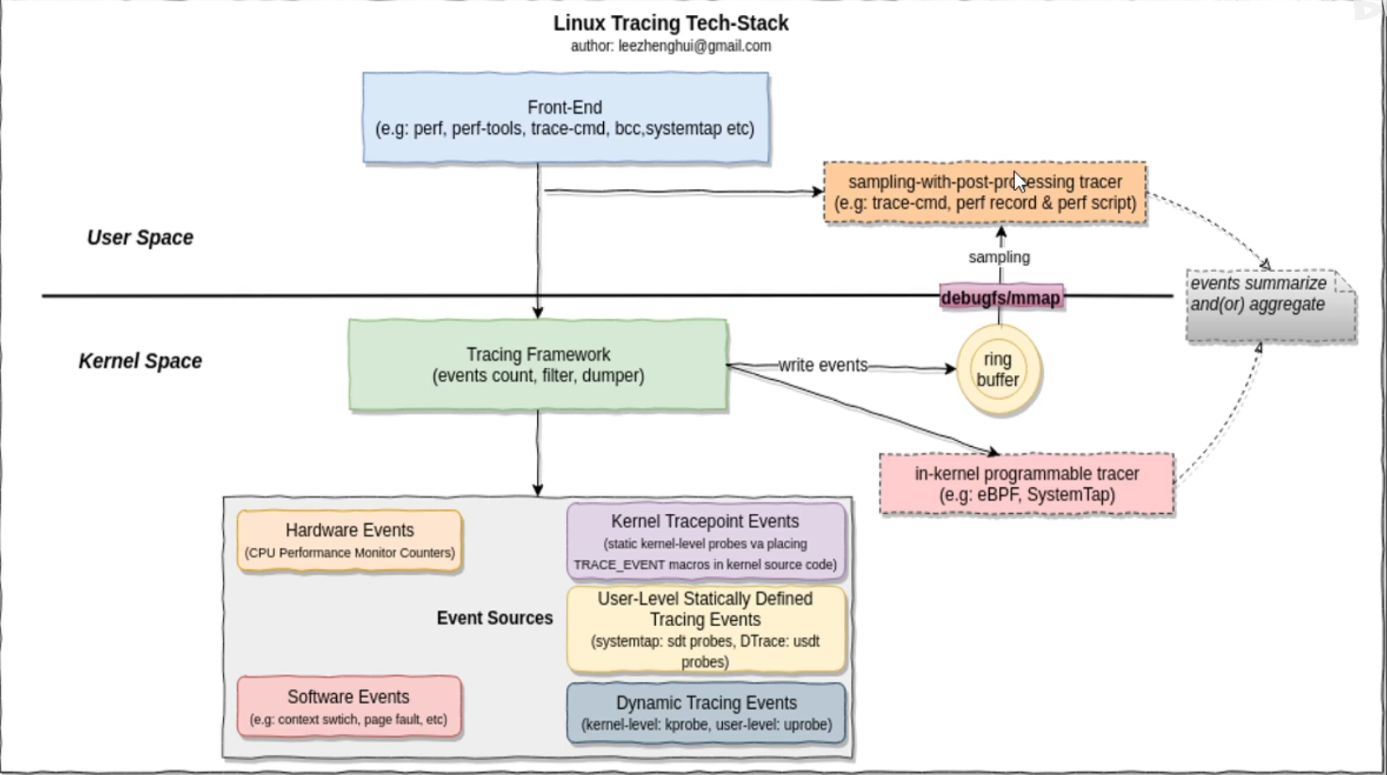 Linux Tracing Tech-Stack
author: leezhenghui@gmail.com
Front-End
(e.g: perf, perf-tools, trace-cmd, bcc,systemtap etc)
sampling-with-post-processing tracer
(e.g: trace-cmd, perf record & perf script)
User Space
sampling
events summarize
and(or) aggregate
debugfs/mmap
Kernel Space
Tracing Framework
(events count, filter, dumper)
write events
ring
buffer
in-kernel programmable tracer
(e.g: eBPF, SystemTap)
Hardware Events
(CPU Performance Monitor Counters)
Kernel Tracepoint Events
(static kernel-level probes va placing
TRACE_EVENT macros in kernel source code)
Event Sources
User-Level Statically Defined
Tracing Events
(systemtap: sdt probes, DTrace: usdt
probes)
Software Events
(e.g: context swtich, page fault, etc)
Dynamic Tracing Events
(kernel-level: kprobe, user-level: uprobe)